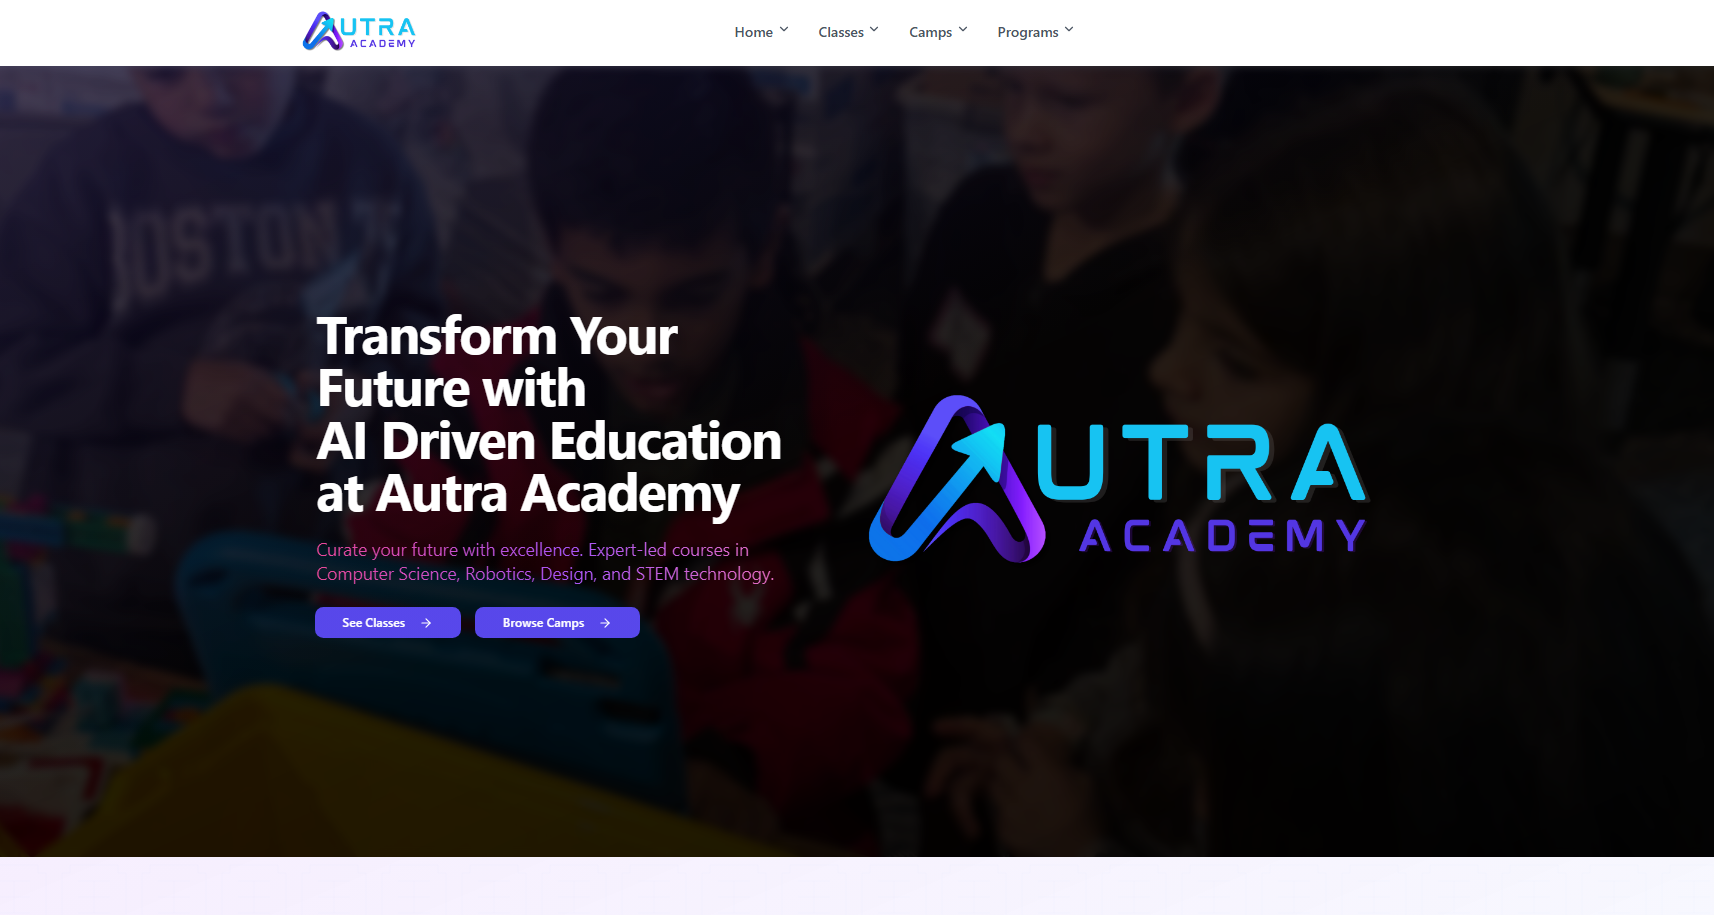 AUTRA
ACADEMY
Home
Classes
Camps
Programs
BOSTON
Transform Your
Future with
AI Driven Education
at Autra Academy
Curate your future with excellence. Expert-led courses in
Computer Science, Robotics, Design, and STEM technology.
See Classes
Browse Camps
AUTRA
ACADEMY